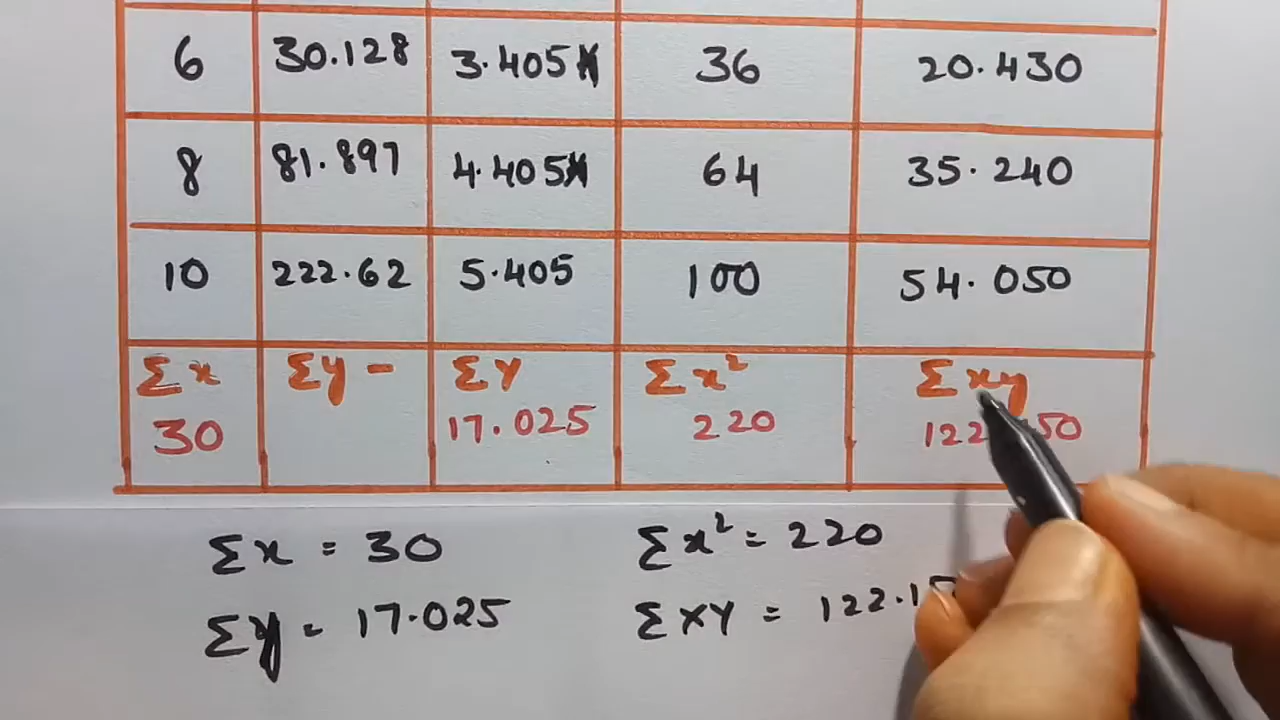 6 30.128 3.405 36 20.430
8 81.897 4.405 64 35.240
10 222.62 5.405 100 54.050
Σx Σy - ΣY Σx² Σxy
30 17.025 220
Σx = 30 Σx² = 220
Σy = 17.025 ΣXY =